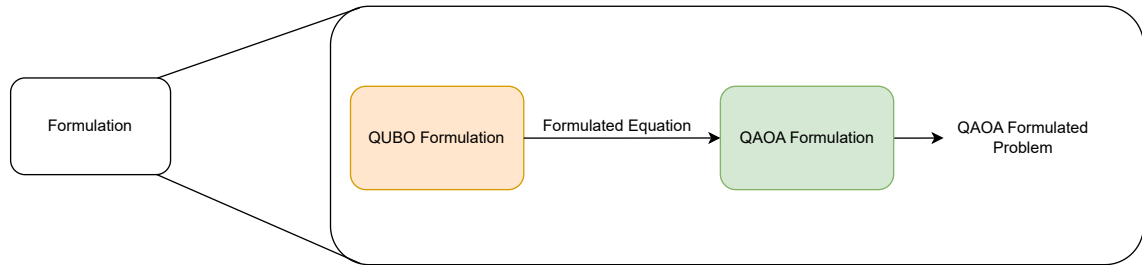 Formulation
QUBO Formulation
Formulated Equation
QAOA Formulation
QAOA Formulated
Problem